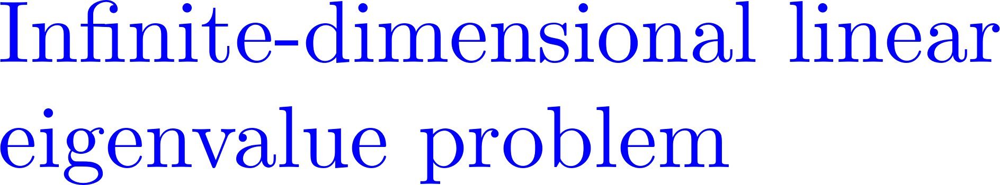 Infinite-dimensional linear
eigenvalue problem